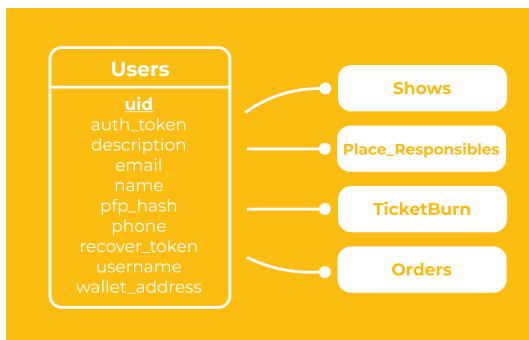 Users
uid
auth_token
description
email
name
pfp_hash
phone
recover_token
username
wallet_address
Shows
Place_Responsibles
TicketBurn
Orders